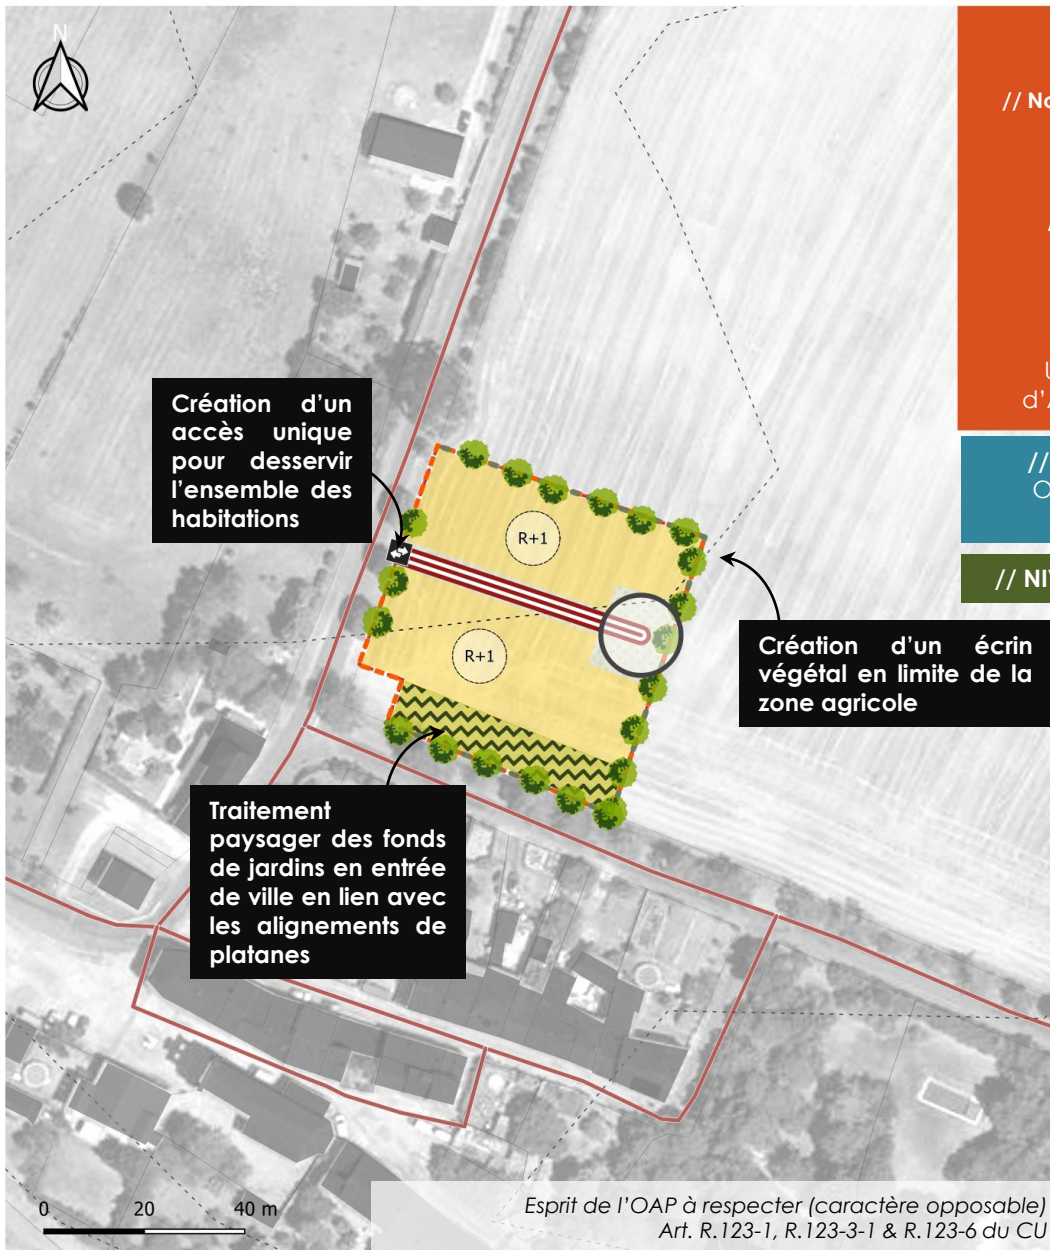 N
// No
U
d'A
//
O
// NI
Création d'un
accès unique
pour desservir
l'ensemble des
habitations
R+1
R+1
Création d'un écrin
végétal en limite de la
zone agricole
Traitement
paysager des fonds
de jardins en entrée
de ville en lien avec
les alignements de
platanes
0 20 40 m
Esprit de l'OAP à respecter (caractère opposable)
Art. R.123-1, R.123-3-1 & R.123-6 du CU